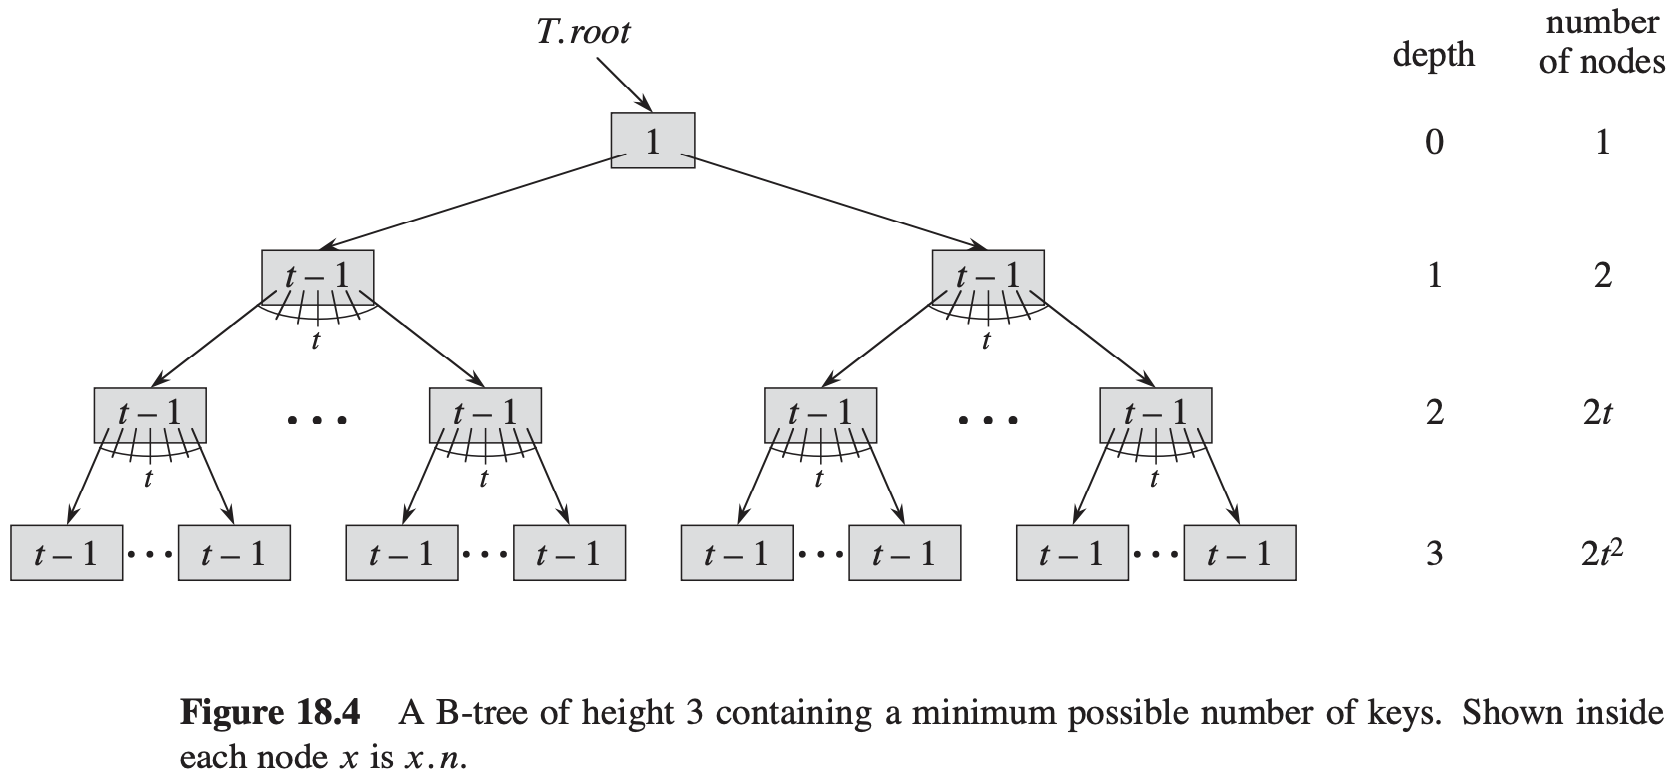 T.root
number
depth of nodes
1 0 1
t – 1 t – 1 1 2
t t
t – 1 ... t – 1 t – 1 ... t – 1 2 2t
t t t t
t – 1 ... t – 1 t – 1 ... t – 1 t – 1 ... t – 1 t – 1 ... t – 1 3 2t²
Figure 18.4 A B-tree of height 3 containing a minimum possible number of keys. Shown inside
each node x is x.n.